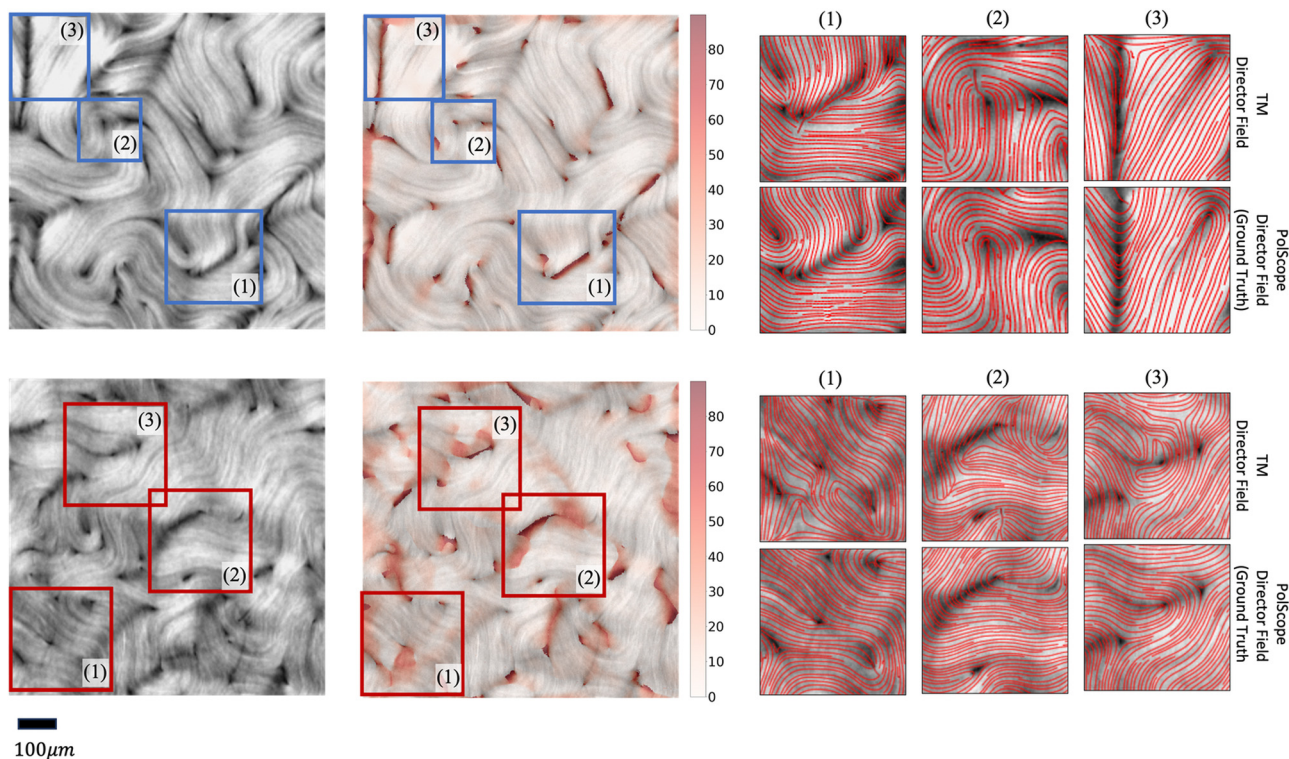 (3)
(2)
(1)
(3)
(2)
(1)
80
70
60
50
40
30
20
10
0
(1) (2) (3)
TM
Director Field
PolScope
Director Field
(Ground Truth)
(3)
(2)
(1)
(3)
(2)
(1)
80
70
60
50
40
30
20
10
0
(1) (2) (3)
TM
Director Field
PolScope
Director Field
(Ground Truth
100μm